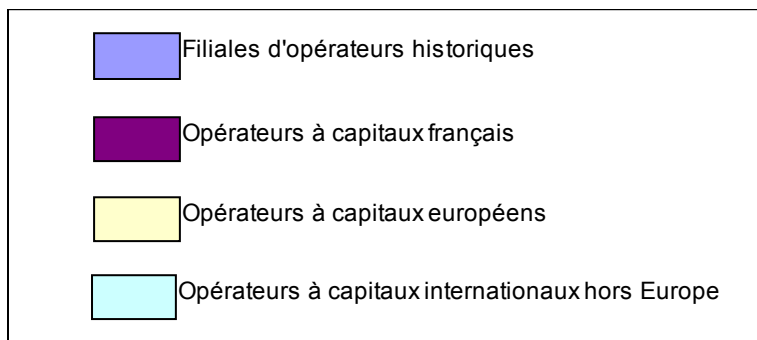 Filiales d'opérateurs historiques
Opérateurs à capitaux français
Opérateurs à capitaux européens
Opérateurs à capitaux internationaux hors Europe